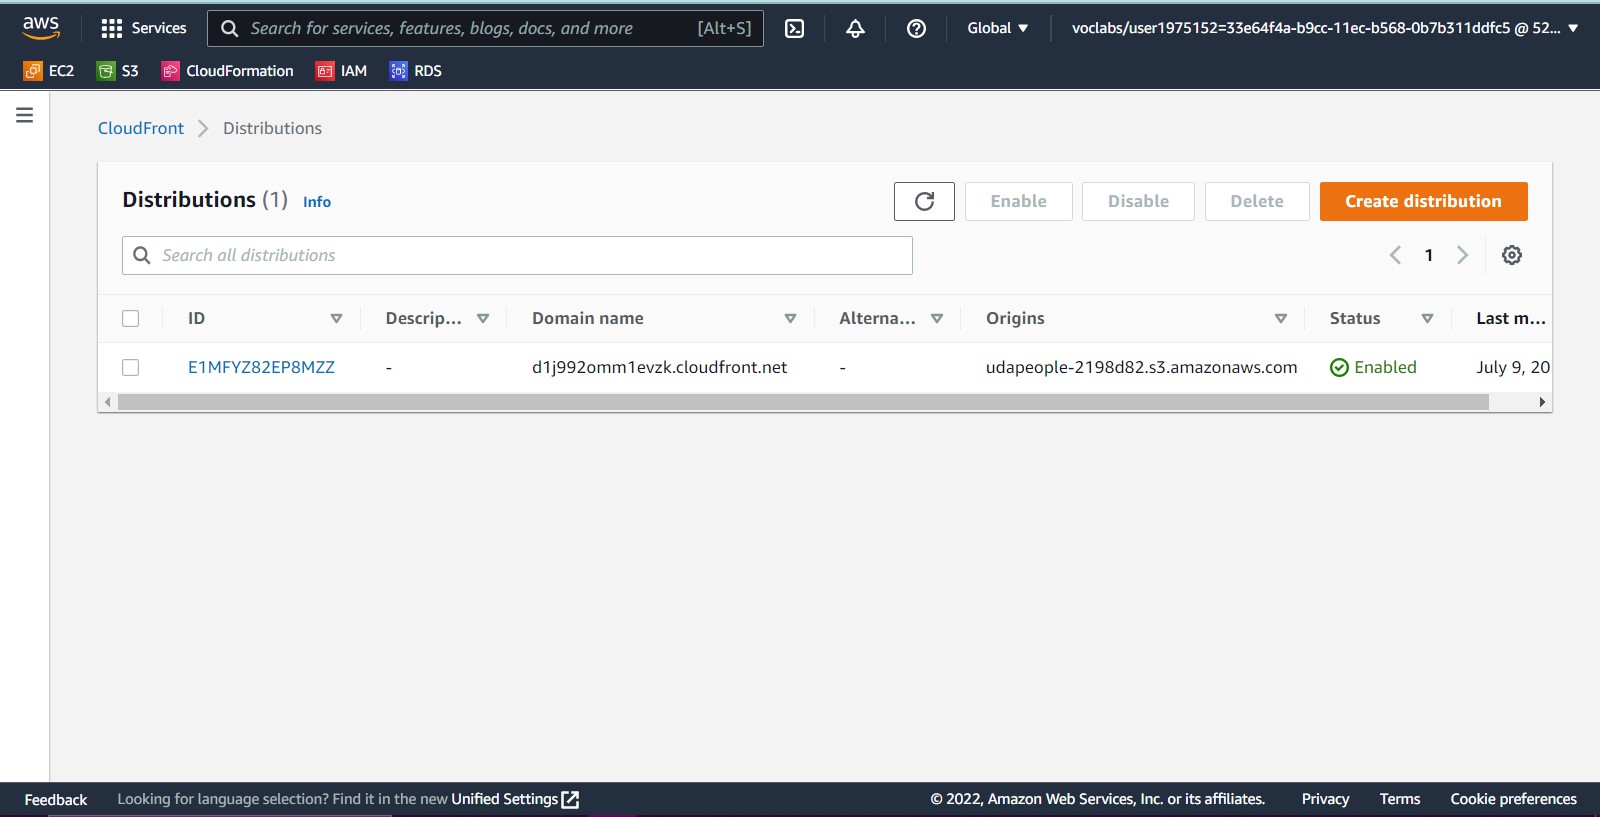 aws Services Search for services, features, blogs, docs, and more [Alt+S] Global voclabs/user1975152=33e64f4a-b9cc-11ec-b568-0b7b311ddfc5 @ 52...
EC2 S3 CloudFormation IAM RDS
CloudFront Distributions
Distributions (1) Info Enable Disable Delete Create distribution
Search all distributions 1
ID Descrip... Domain name Alterna... Origins Status Last m...
E1MFYZ82EP8MZZ - d1j992omm1evzk.cloudfront.net - udapeople-2198d82.s3.amazonaws.com Enabled July 9, 20
Feedback Looking for language selection? Find it in the new Unified Settings © 2022, Amazon Web Services, Inc. or its affiliates. Privacy Terms Cookie preferences